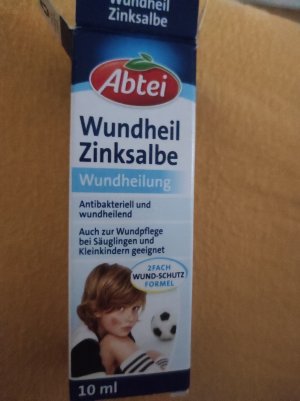 Wundheil
Zinksalbe
Abtei
Wundheil
Zinksalbe
Wundheilung
Antibakteriell und
wundheilend
Auch zur Wundpflege
bei Säuglingen und
Kleinkindern geeignet
2FACH
WUND-SCHUTZ
FORMEL
10 ml